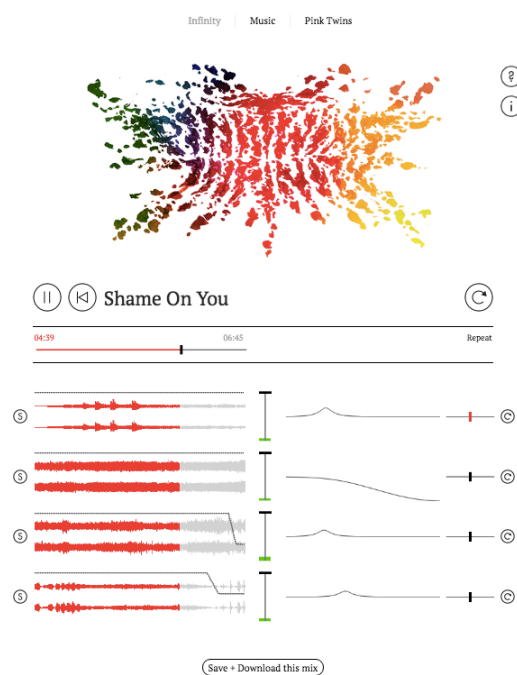 Infinity Music Pink Twins
?
i
Shame On You
04:39 06:45 Repeat
S
S
S
S
Save + Download this mix